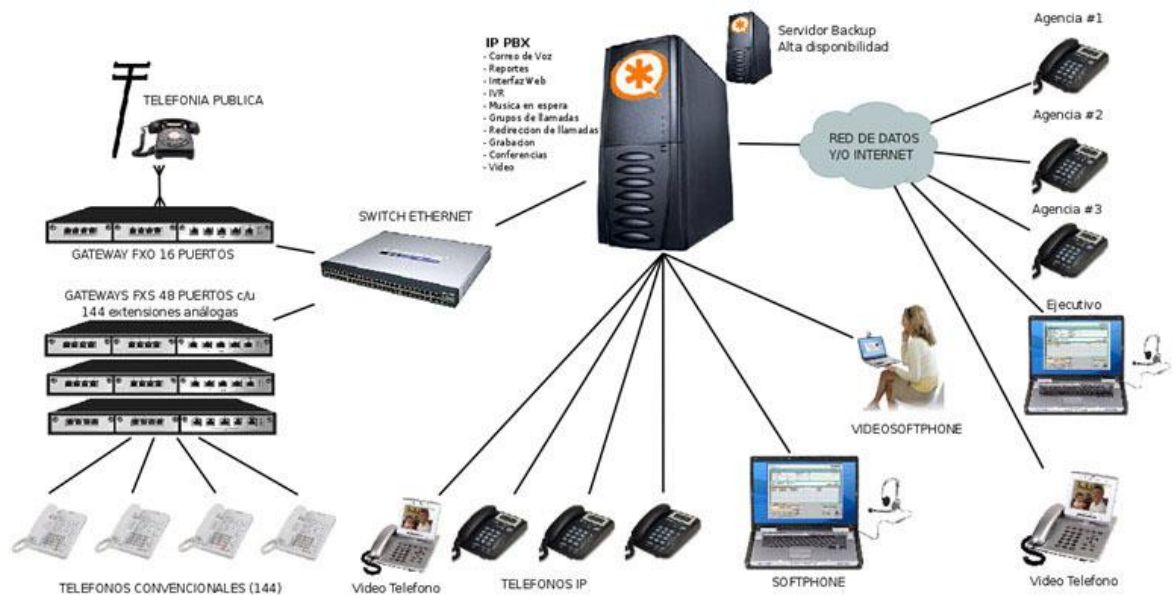 IP PBX
- Correo de Voz
- Reportes
- Interfaz Web
- IVR
- Musica en espera
- Grupos de llamadas
- Redireccion de llamadas
- Grabacion
- Conferencias
- Video
Servidor Backup
Alta disponibilidad
Agencia #1
TELEFONIA PUBLICA
Agencia #2
RED DE DATOS
Y/O INTERNET
Agencia #3
SWITCH ETHERNET
GATEWAY FXO 16 PUERTOS
GATEWAYS FXS 48 PUERTOS c/u
144 extensiones análogas
Ejecutivo
VIDEOSOFTPHONE
TELEFONOS CONVENCIONALES (144)
Video Telefono
TELEFONOS IP
SOFTPHONE
Video Telefono